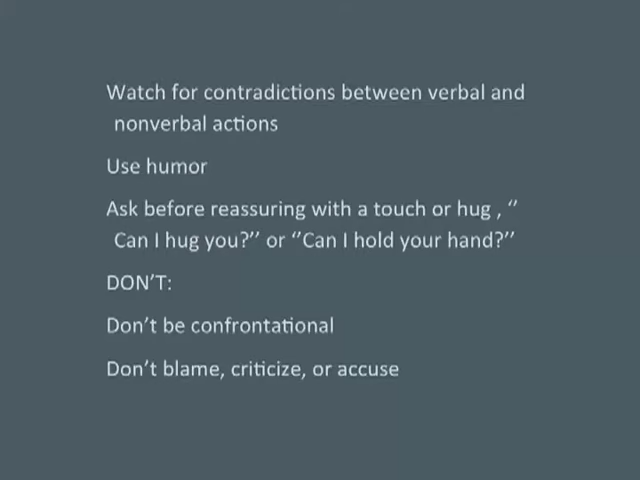 Watch for contradictions between verbal and
nonverbal actions
Use humor
Ask before reassuring with a touch or hug , “
Can I hug you?” or “Can I hold your hand?”
DON’T:
Don’t be confrontational
Don’t blame, criticize, or accuse